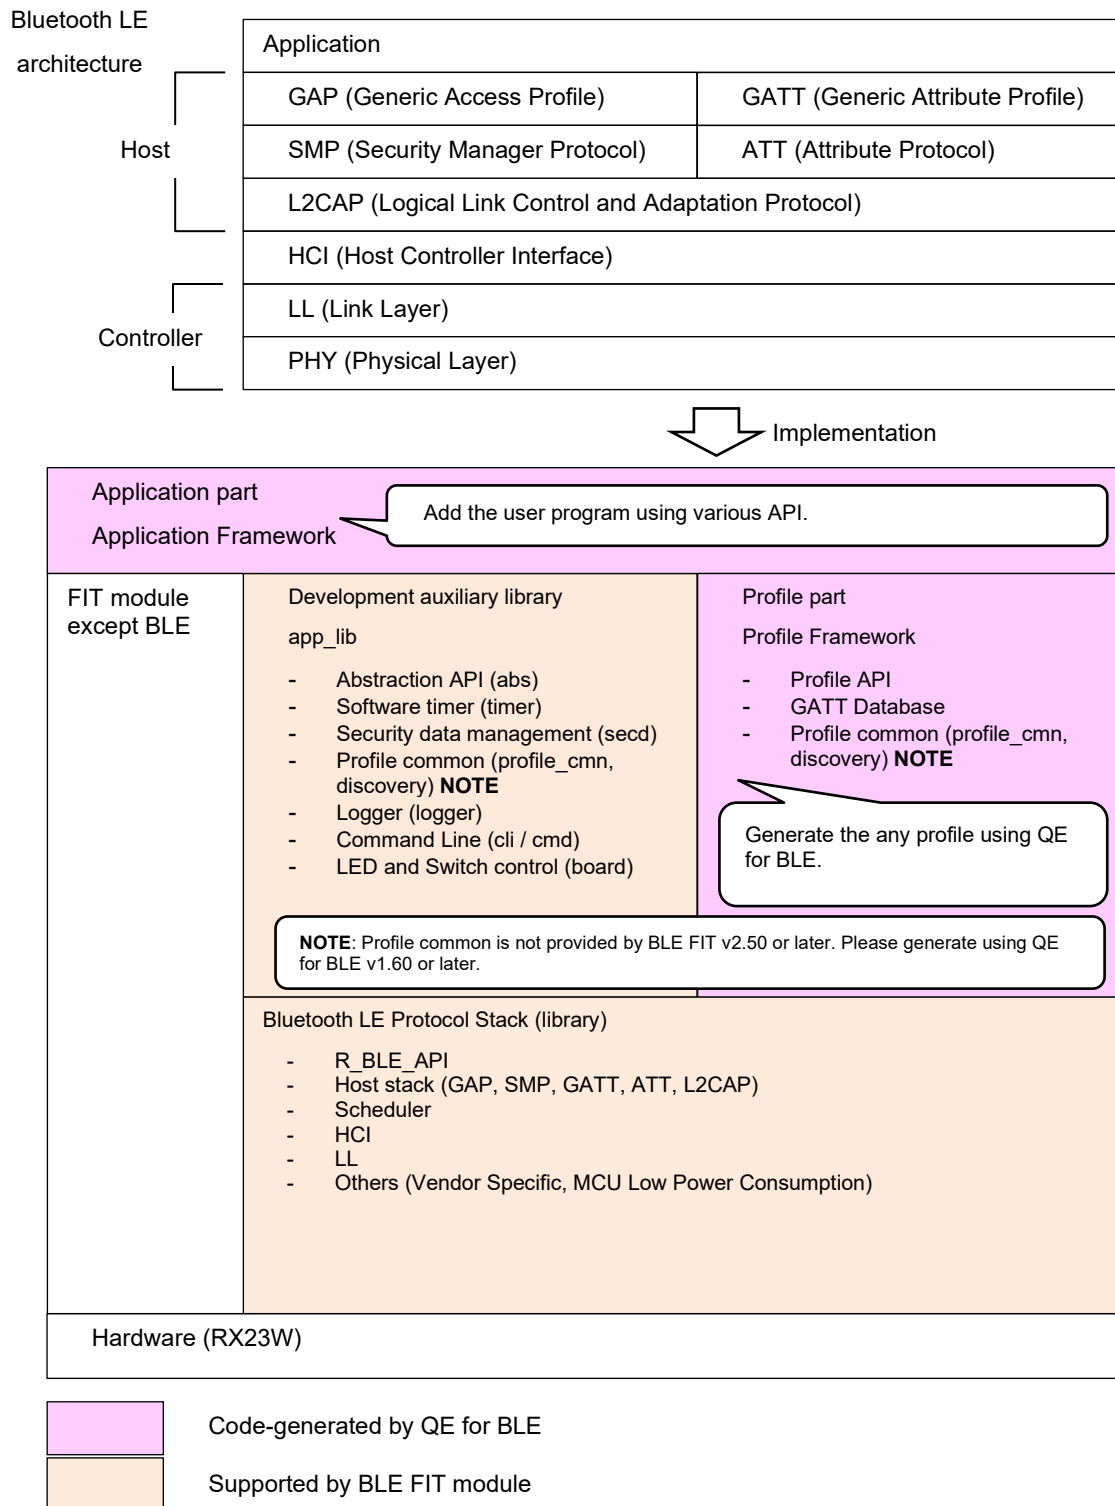 Bluetooth LE
architecture
Application
GAP (Generic Access Profile)
GATT (Generic Attribute Profile)
Host
SMP (Security Manager Protocol)
ATT (Attribute Protocol)
L2CAP (Logical Link Control and Adaptation Protocol)
HCI (Host Controller Interface)
LL (Link Layer)
Controller
PHY (Physical Layer)
Implementation
Application part
Application Framework
Add the user program using various API.
FIT module
except BLE
Development auxiliary library
app_lib
- Abstraction API (abs)
- Software timer (timer)
- Security data management (secd)
- Profile common (profile_cmn,
discovery) NOTE
- Logger (logger)
- Command Line (cli / cmd)
- LED and Switch control (board)
Profile part
Profile Framework
- Profile API
- GATT Database
- Profile common (profile_cmn,
discovery) NOTE
Generate the any profile using QE
for BLE.
NOTE: Profile common is not provided by BLE FIT v2.50 or later. Please generate using QE
for BLE v1.60 or later.
Bluetooth LE Protocol Stack (library)
- R_BLE_API
- Host stack (GAP, SMP, GATT, ATT, L2CAP)
- Scheduler
- HCI
- LL
- Others (Vendor Specific, MCU Low Power Consumption)
Hardware (RX23W)
Code-generated by QE for BLE
Supported by BLE FIT module